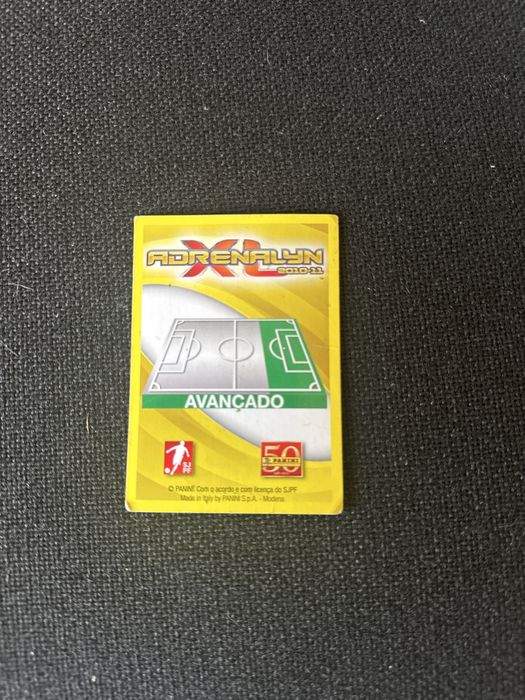 ADRENALYN
XL
2010-11
AVANÇADO
SJ
PF
50
PANINI
© PANINI Com o acordo e com licença do SJPF
Made in Italy by PANINI S.p.A. - Modena